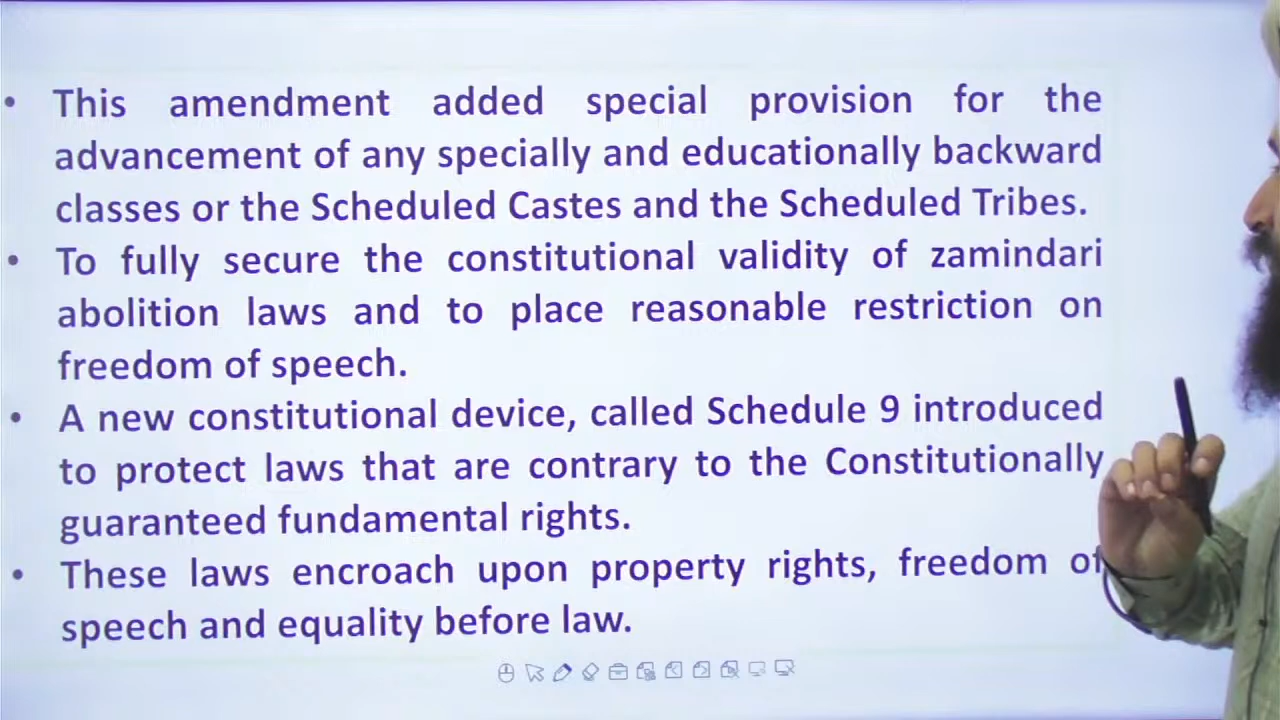 • This amendment added special provision for the
advancement of any specially and educationally backward
classes or the Scheduled Castes and the Scheduled Tribes.
• To fully secure the constitutional validity of zamindari
abolition laws and to place reasonable restriction on
freedom of speech.
• A new constitutional device, called Schedule 9 introduced
to protect laws that are contrary to the Constitutionally
guaranteed fundamental rights.
• These laws encroach upon property rights, freedom of
speech and equality before law.